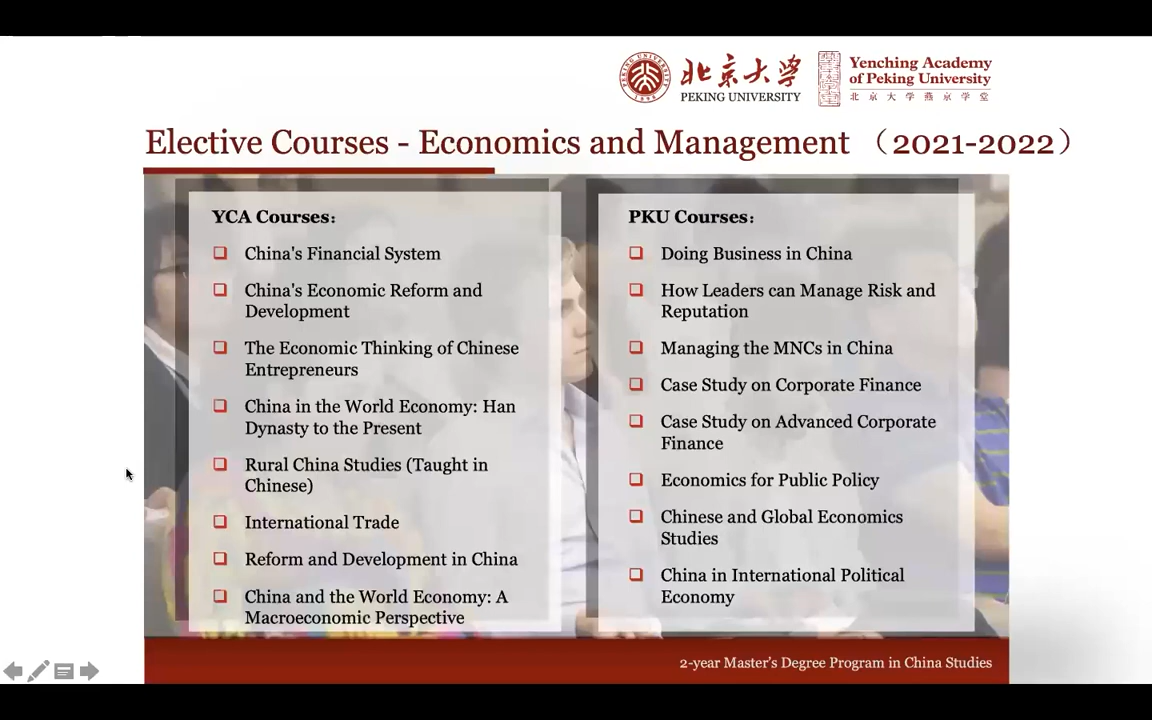 北京大学
PEKING UNIVERSITY
PEKING UNIVERSITY
1898
Yenching Academy
of Peking University
北京大学燕京学堂
Elective Courses - Economics and Management （2021-2022）
YCA Courses:
China's Financial System
China's Economic Reform and
Development
The Economic Thinking of Chinese
Entrepreneurs
China in the World Economy: Han
Dynasty to the Present
Rural China Studies (Taught in
Chinese)
International Trade
Reform and Development in China
China and the World Economy: A
Macroeconomic Perspective
PKU Courses:
Doing Business in China
How Leaders can Manage Risk and
Reputation
Managing the MNCs in China
Case Study on Corporate Finance
Case Study on Advanced Corporate
Finance
Economics for Public Policy
Chinese and Global Economics
Studies
China in International Political
Economy
2-year Master's Degree Program in China Studies